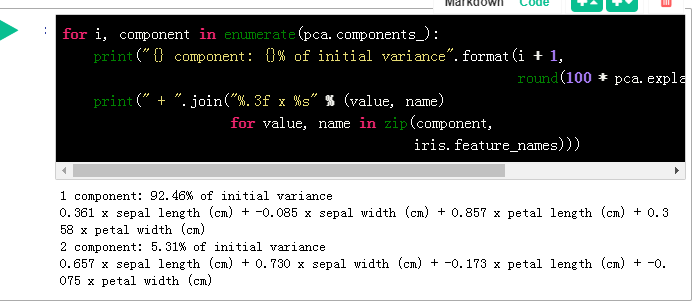 Markdown Code
for i, component in enumerate(pca.components_):
    print("{} component: {}% of initial variance".format(i + 1,
                                                         round(100 * pca.expla
    print(" + ".join("%.3f x %s" % (value, name)
                     for value, name in zip(component,
                                            iris.feature_names)))
1 component: 92.46% of initial variance
0.361 x sepal length (cm) + -0.085 x sepal width (cm) + 0.857 x petal length (cm) + 0.3
58 x petal width (cm)
2 component: 5.31% of initial variance
0.657 x sepal length (cm) + 0.730 x sepal width (cm) + -0.173 x petal length (cm) + -0.
075 x petal width (cm)